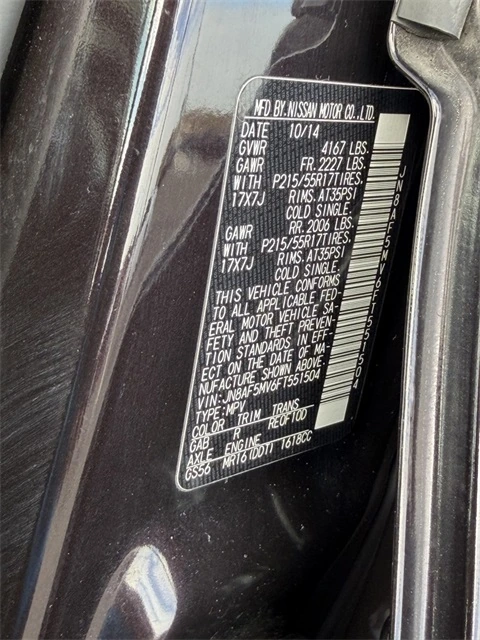 MFD BY.NISSAN MOTOR CO.,LTD.
DATE 10/14
GVWR 4167 LBS.
GAWR FR.2227 LBS.
WITH P215/55R17TIRES.
17X7J RIMS.AT35PSI
COLD SINGLE.
GAWR RR.2006 LBS.
WITH P215/55R17TIRES.
17X7J RIMS.AT35PSI
COLD SINGLE.
THIS VEHICLE CONFORMS
TO ALL APPLICABLE FED-
ERAL MOTOR VEHICLE SA-
FETY AND THEFT PREVEN-
TION STANDARDS IN EFF-
ECT ON THE DATE OF MA-
NUFACTURE SHOWN ABOVE.
VIN:JN8AF5MV6FT551504
TYPE:MPV
COLOR TRIM TRANS
GAB R RE0F10D
AXLE ENGINE
GS56 MR16(DDT) 1618CC
JN8AF5MV6FT551504